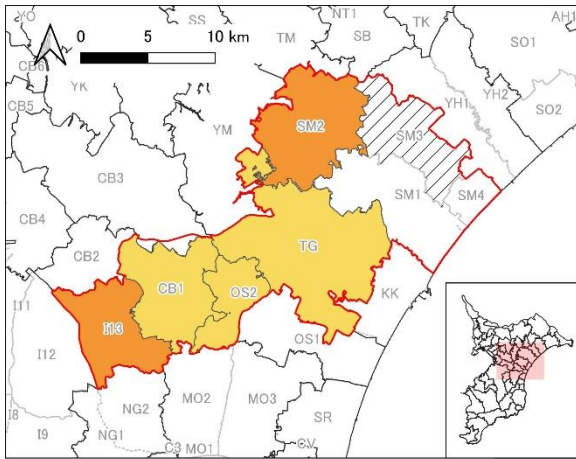 YO
SS
NT1
TK
AH1
0 5 10 km
TM
SB
SO1
CB6
YK
CB5
YH1
YH2
SO2
YM
SM2
SM3
CB3
SM1
SM4
CB4
CB2
TG
CB1
OS2
KK
I11
I13
I12
OS1
NG2
MO2
MO3
I8
I9
NG1
C3
MO1
SR
CV